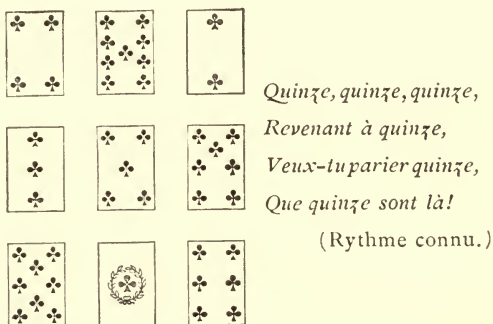 Quinze, quinze, quinze,
Revenant à quinze,
Veux-tu parier quinze,
Que quinze sont là!
(Rythme connu.)